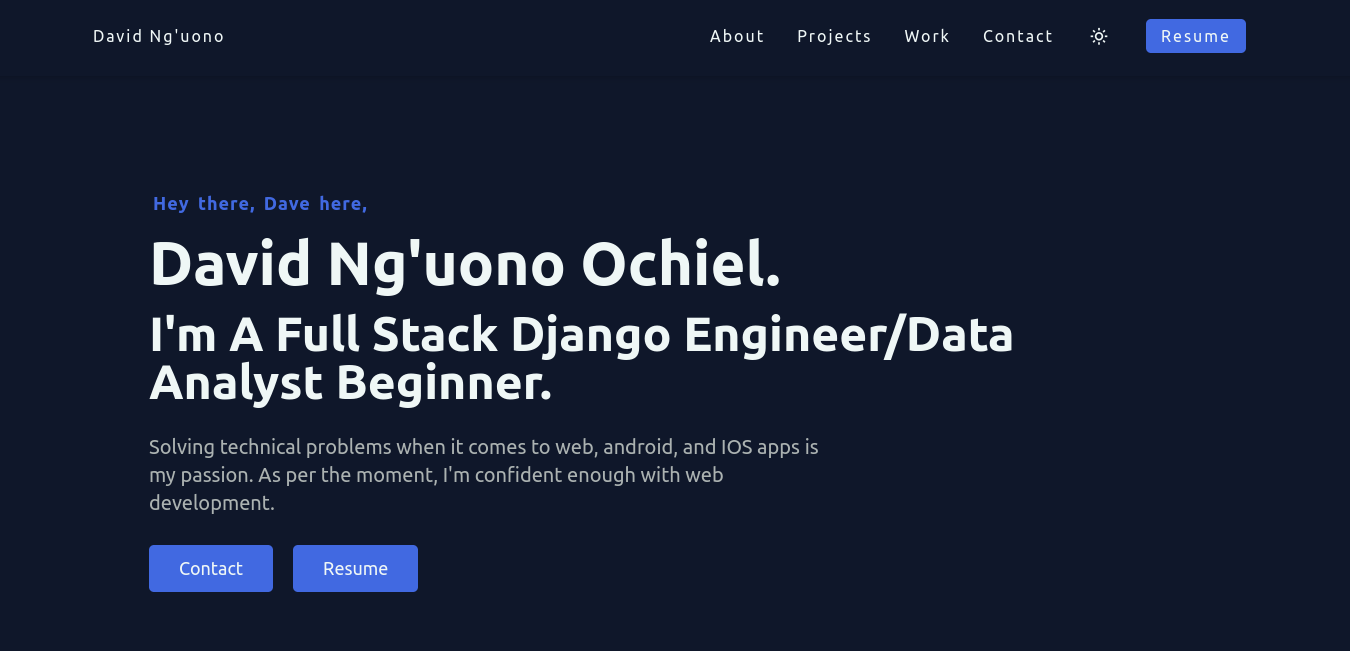 David Ng'uono
About
Projects
Work
Contact
Resume
Hey there, Dave here,
David Ng'uono Ochiel.
I'm A Full Stack Django Engineer/Data
Analyst Beginner.
Solving technical problems when it comes to web, android, and IOS apps is
my passion. As per the moment, I'm confident enough with web
development.
Contact
Resume